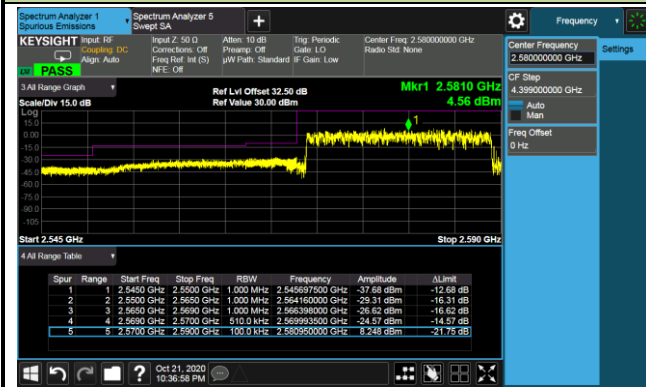 Spectrum Analyzer 1
Spurious Emissions
Spectrum Analyzer 5
Swept SA
Frequency
KEYSIGHT
Input: RF
Coupling: DC
Align: Auto
Input Z: 50 Ω
Corrections: Off
Freq Ref: Int (S)
NFE: Off
Atten: 10 dB
Preamp: Off
µW Path: Standard
Trig: Periodic
Gate: LO
IF Gain: Low
Center Freq: 2.580000000 GHz
Radio Std: None
PASS
Center Frequency
2.580000000 GHz
Settings
CF Step
4.399000000 GHz
Auto
Man
Freq Offset
0 Hz
3 All Range Graph
Ref Lvl Offset 32.50 dB
Mkr1 2.5810 GHz
Scale/Div 15.0 dB
Ref Value 30.00 dBm
4.56 dBm
Log
15.0
0.00
-15.0
-30.0
-45.0
-60.0
-75.0
-90.0
-105
1
Start 2.545 GHz
Stop 2.590 GHz
4 All Range Table
Spur Range Start Freq Stop Freq RBW Frequency Amplitude ΔLimit
1 1 2.5450 GHz 2.5500 GHz 1.000 MHz 2.545697500 GHz -37.68 dBm -12.68 dB
2 2 2.5500 GHz 2.5650 GHz 1.000 MHz 2.564160000 GHz -29.31 dBm -16.31 dB
3 3 2.5650 GHz 2.5690 GHz 1.000 MHz 2.566398000 GHz -26.62 dBm -16.62 dB
4 4 2.5690 GHz 2.5700 GHz 510.0 kHz 2.569993500 GHz -24.57 dBm -14.57 dB
5 5 2.5700 GHz 2.5900 GHz 100.0 kHz 2.580950000 GHz 8.248 dBm -21.75 dB
Oct 21, 2020
10:36:58 PM